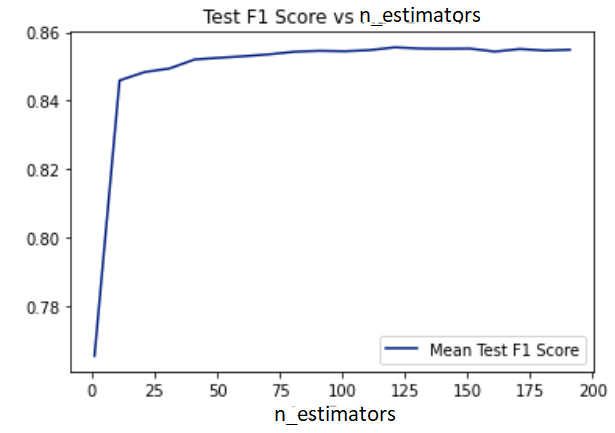 Test F1 Score vs n_estimators
0.86
0.84
0.82
0.80
0.78
Mean Test F1 Score
0 25 50 75 100 125 150 175 200
n_estimators